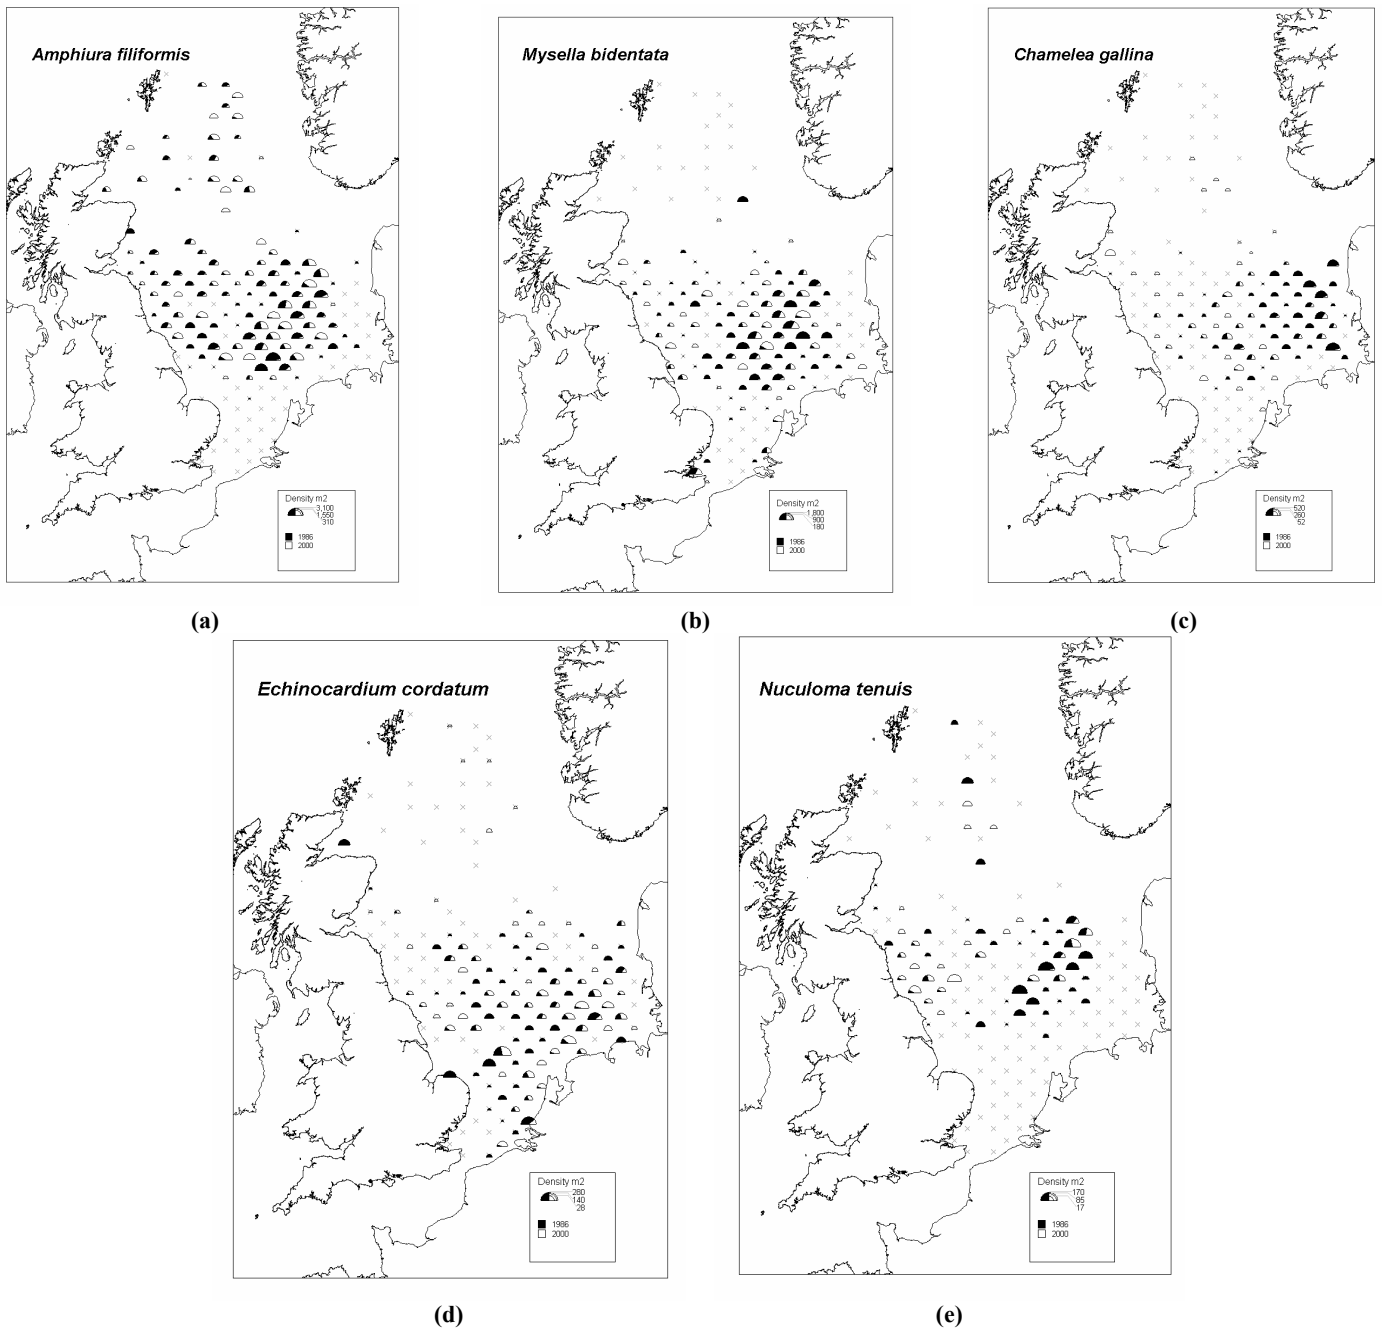 Amphiura filiformis
Density m2
3,100
1,550
310
1986
2000
(a)
Mysella bidentata
Density m2
1,800
900
180
1986
2000
(b)
Chamelea gallina
Density m2
520
260
52
1986
2000
(c)
Echinocardium cordatum
Density m2
280
140
28
1986
2000
(d)
Nuculoma tenuis
Density m2
170
85
17
1986
2000
(e)